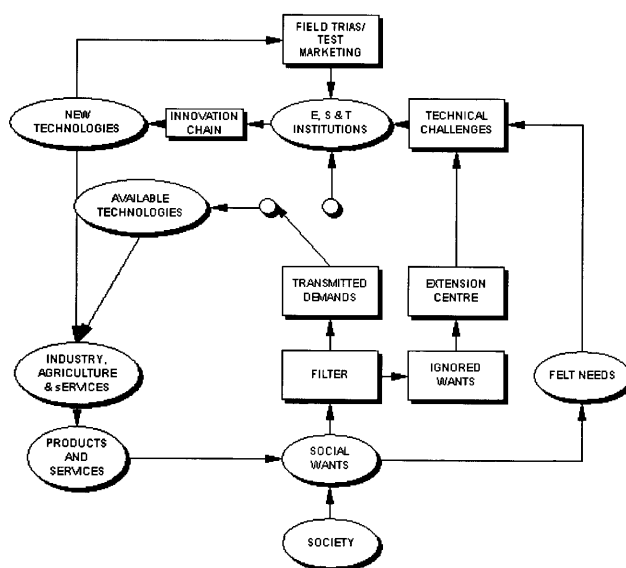 FIELD TRIAS/
TEST
MARKETING
NEW
TECHNOLOGIES
INNOVATION
CHAIN
E, S & T
INSTITUTIONS
TECHNICAL
CHALLENGES
AVAILABLE
TECHNOLOGIES
TRANSMITTED
DEMANDS
EXTENSION
CENTRE
INDUSTRY,
AGRICULTURE
& sERVICES
FILTER
IGNORED
WANTS
FELT NEEDS
PRODUCTS
AND
SERVICES
SOCIAL
WANTS
SOCIETY